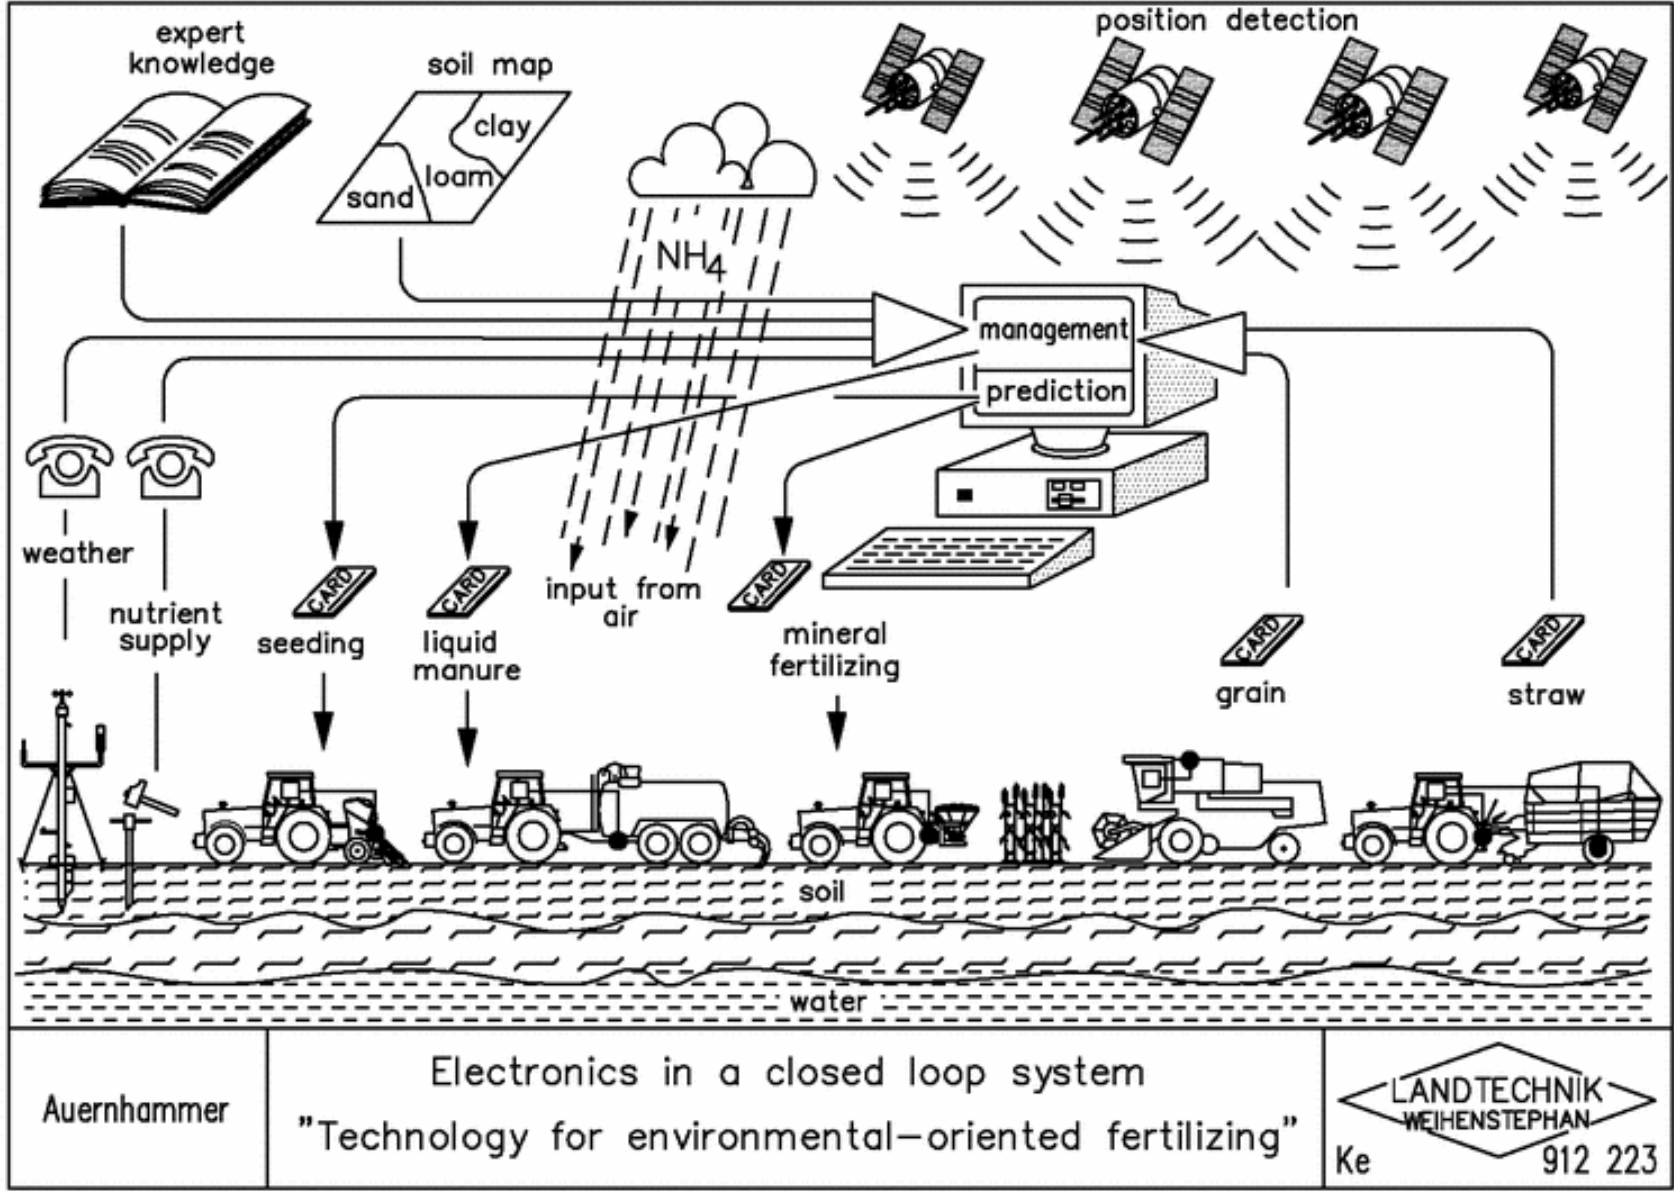 expert
knowledge
soil map
position detection
clay
loam
sand
NH4
management
prediction
weather
nutrient
supply
CARD
seeding
CARD
liquid
manure
input from
air
CARD
mineral
fertilizing
CARD
grain
CARD
straw
soil
water
Auernhammer
Electronics in a closed loop system
"Technology for environmental-oriented fertilizing"
LANDTECHNIK
WEIHENSTEPHAN
Ke 912 223